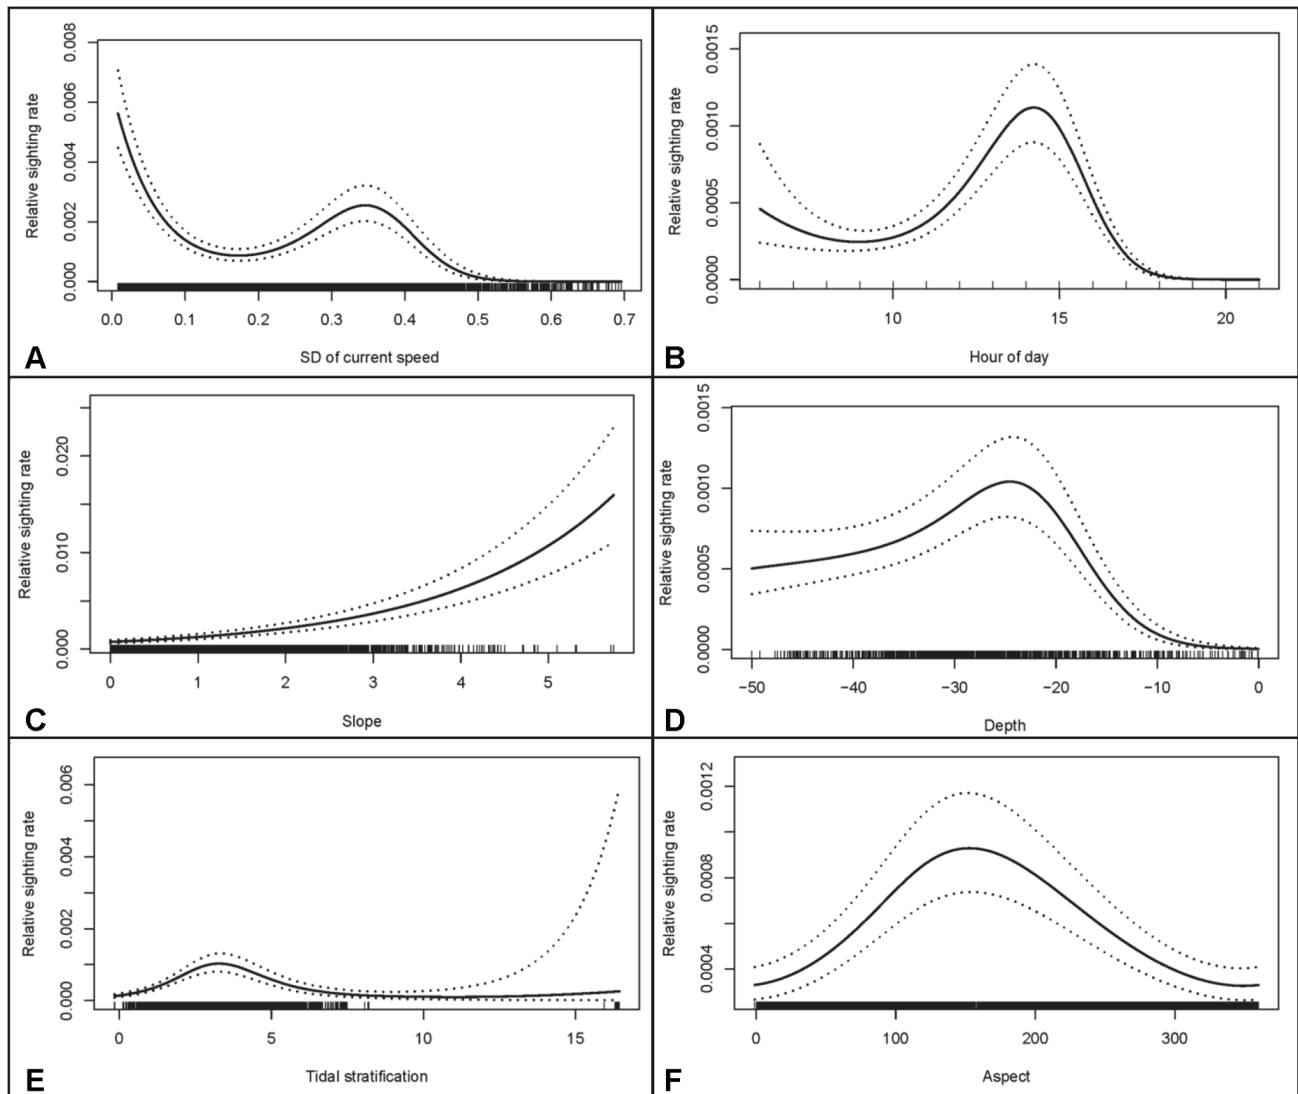 Relative sighting rate
0.008
0.006
0.004
0.002
0.000
0.0 0.1 0.2 0.3 0.4 0.5 0.6 0.7
SD of current speed
A
Relative sighting rate
0.0015
0.0010
0.0005
0.0000
10 15 20
Hour of day
B
Relative sighting rate
0.020
0.010
0.000
0 1 2 3 4 5
Slope
C
Relative sighting rate
0.0015
0.0010
0.0005
0.0000
−50 −40 −30 −20 −10 0
Depth
D
Relative sighting rate
0.006
0.004
0.002
0.000
0 5 10 15
Tidal stratification
E
Relative sighting rate
0.0012
0.0008
0.0004
0 100 200 300
Aspect
F